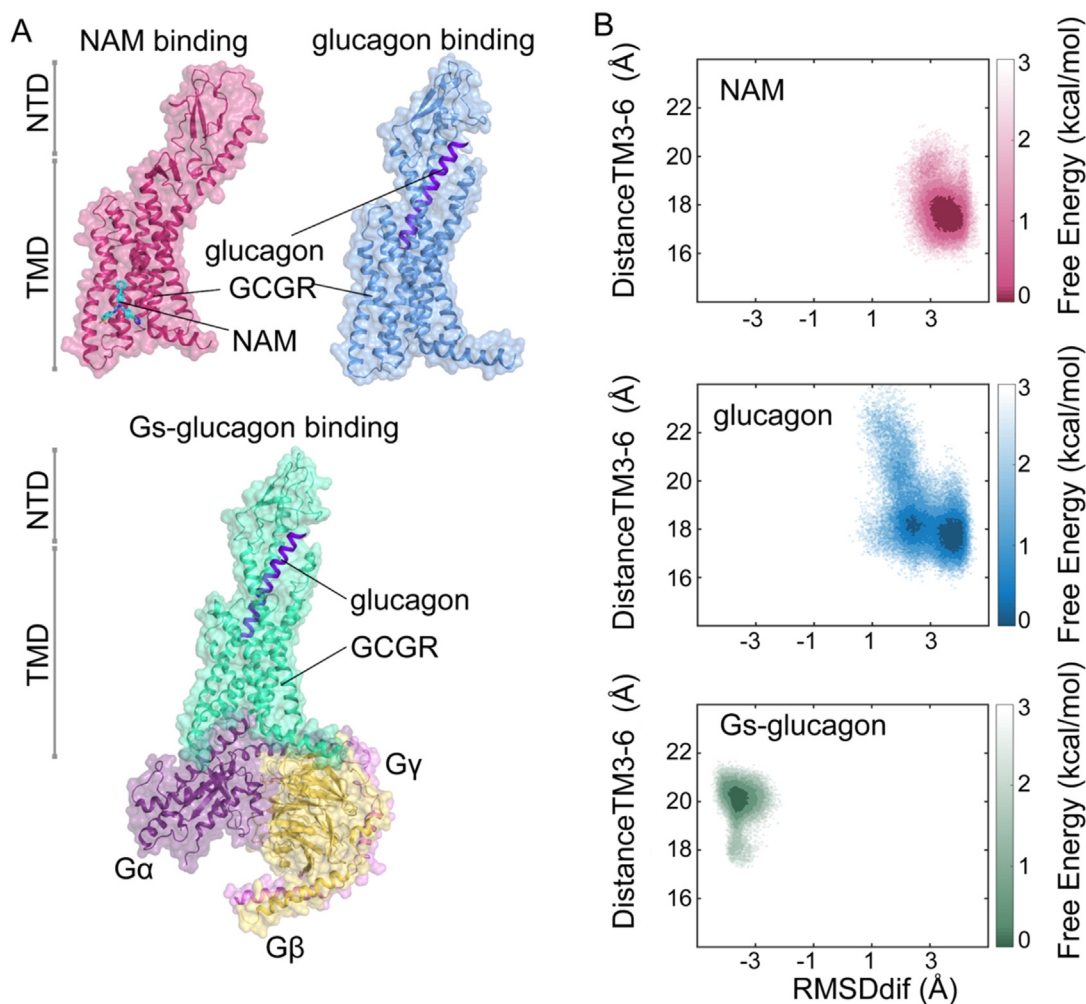 A
NAM binding
glucagon binding
NTD
TMD
glucagon
GCGR
NAM
Gs-glucagon binding
NTD
TMD
glucagon
GCGR
Gγ
Gα
Gβ
B
DistanceTM3-6 (Å)
22
20
18
16
NAM
-3 -1 1 3
3
2
1
0
Free Energy (kcal/mol)
DistanceTM3-6 (Å)
22
20
18
16
glucagon
-3 -1 1 3
3
2
1
0
Free Energy (kcal/mol)
DistanceTM3-6 (Å)
22
20
18
16
Gs-glucagon
-3 -1 1 3
RMSDdif (Å)
3
2
1
0
Free Energy (kcal/mol)